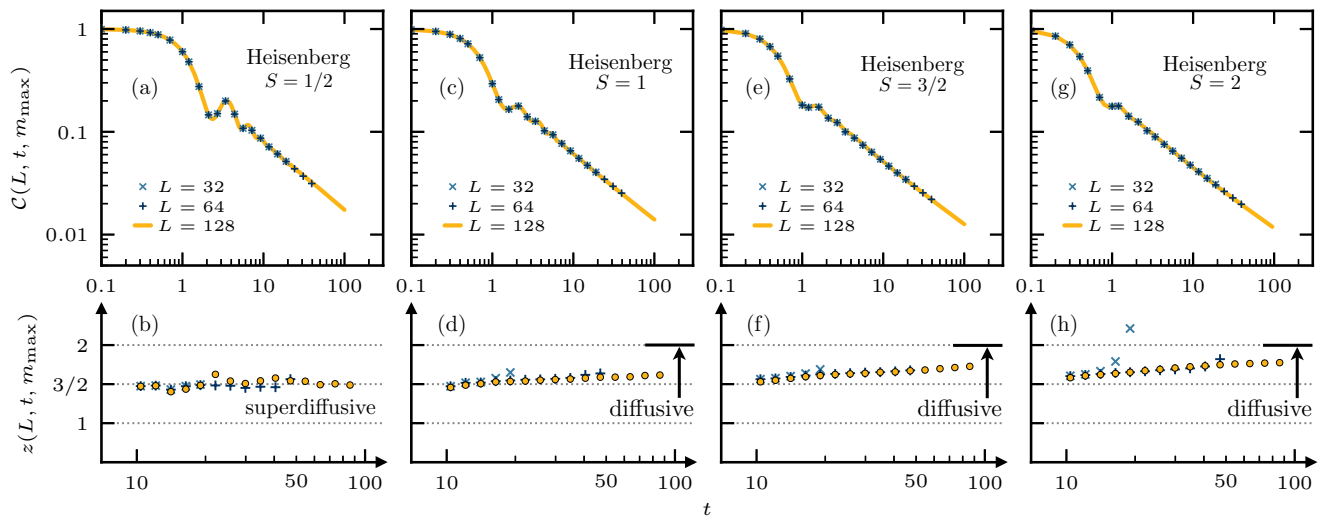 1
0.1
0.01
C(L, t, m_max)
(a)
Heisenberg
S = 1/2
L = 32
L = 64
L = 128
0.1 1 10 100
(c)
Heisenberg
S = 1
L = 32
L = 64
L = 128
0.1 1 10 100
(e)
Heisenberg
S = 3/2
L = 32
L = 64
L = 128
0.1 1 10 100
(g)
Heisenberg
S = 2
L = 32
L = 64
L = 128
0.1 1 10 100
2
3/2
1
z(L, t, m_max)
(b)
superdiffusive
10 50 100
(d)
diffusive
10 50 100
(f)
diffusive
10 50 100
(h)
diffusive
10 50 100
t